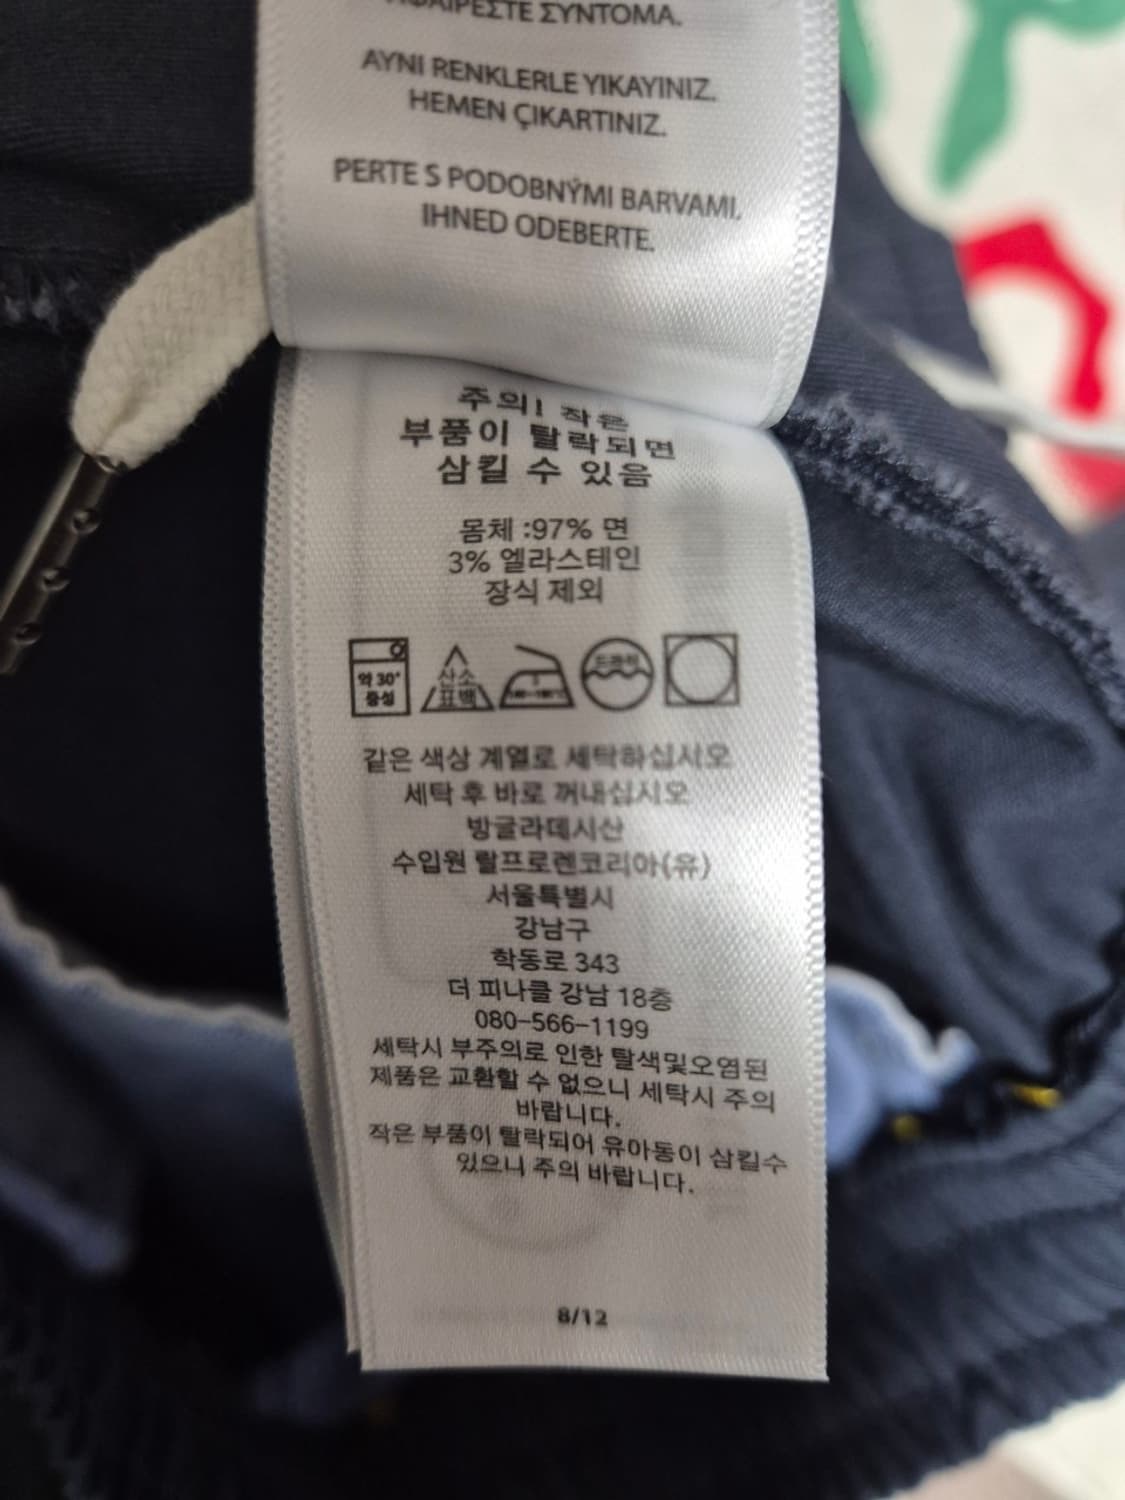 ΑΦΑΙΡΕΣΤΕ ΣΥΝΤΟΜΑ.
AYNI RENKLERLE YIKAYINIZ.
HEMEN ÇIKARTINIZ.
PERTE S PODOBNÝMI BARVAMI.
IHNED ODEBERTE.
주의! 작은
부품이 탈락되면
삼킬 수 있음
몸체 :97% 면
3% 엘라스테인
장식 제외
약 30°
중성
산소
표백
드라이
같은 색상 계열로 세탁하십시오
세탁 후 바로 꺼내십시오
방글라데시산
수입원 랄프로렌코리아(유)
서울특별시
강남구
학동로 343
더 피나클 강남 18층
080-566-1199
세탁시 부주의로 인한 탈색및오염된
제품은 교환할 수 없으니 세탁시 주의
바랍니다.
작은 부품이 탈락되어 유아동이 삼킬수
있으니 주의 바랍니다.
8/12